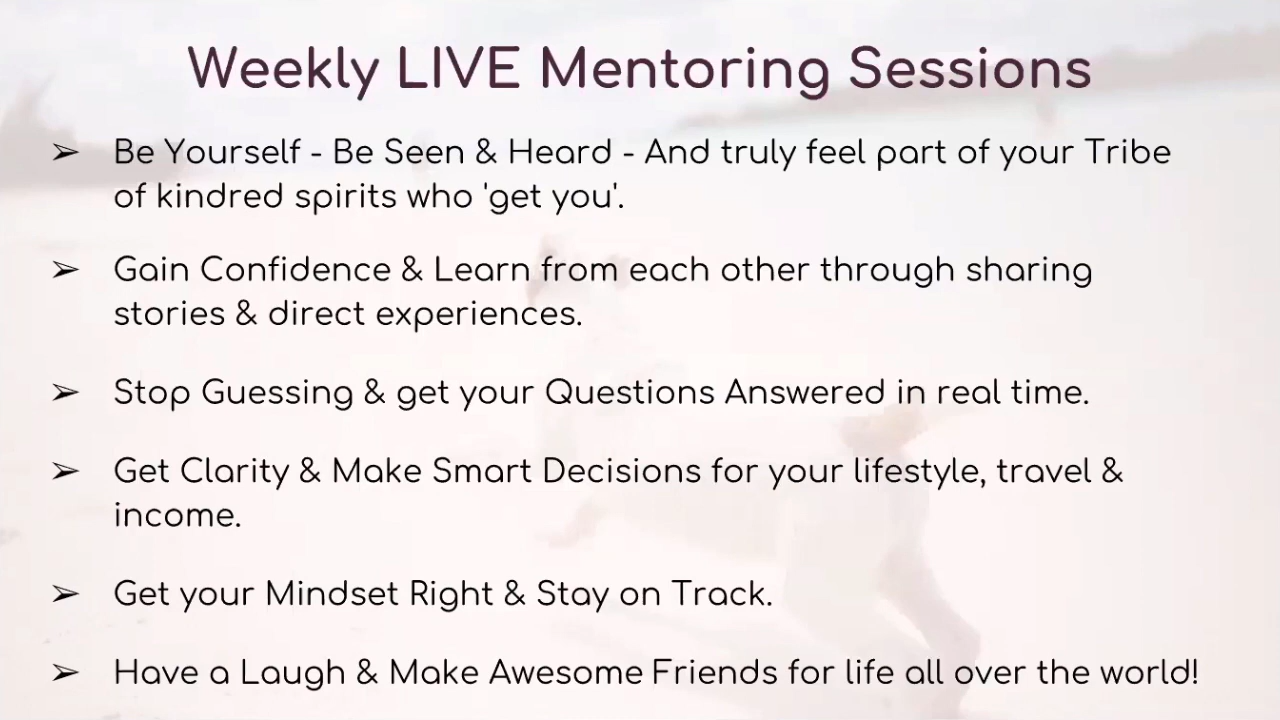 Weekly LIVE Mentoring Sessions
➢ Be Yourself - Be Seen & Heard - And truly feel part of your Tribe
of kindred spirits who 'get you'.
➢ Gain Confidence & Learn from each other through sharing
stories & direct experiences.
➢ Stop Guessing & get your Questions Answered in real time.
➢ Get Clarity & Make Smart Decisions for your lifestyle, travel &
income.
➢ Get your Mindset Right & Stay on Track.
➢ Have a Laugh & Make Awesome Friends for life all over the world!